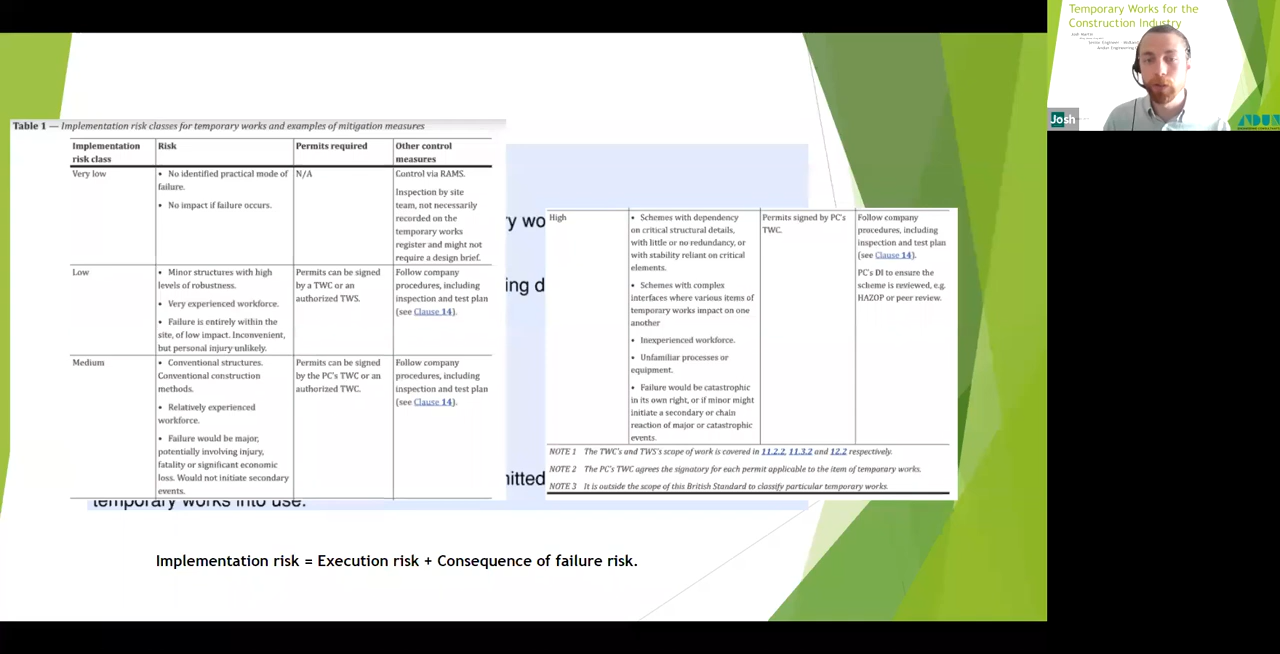 Table 1 — Implementation risk classes for temporary works and examples of mitigation measures
Implementation
risk class
Risk
Permits required
Other control
measures
Very low
• No identified practical mode of
failure.
• No impact if failure occurs.
N/A
Control via RAMS.
Inspection by site
team, not necessarily
recorded on the
temporary works
register and might not
require a design brief.
Low
• Minor structures with high
levels of robustness.
• Very experienced workforce.
• Failure is entirely within the
site, of low impact. Inconvenient,
but personal injury unlikely.
Permits can be signed
by a TWC or an
authorized TWS.
Follow company
procedures, including
inspection and test plan
(see Clause 14).
Medium
• Conventional structures.
Conventional construction
methods.
• Relatively experienced
workforce.
• Failure would be major,
potentially involving injury,
fatality or significant economic
loss. Would not initiate secondary
events.
Permits can be signed
by the PC's TWC or an
authorized TWC.
Follow company
procedures, including
inspection and test plan
(see Clause 14).
ry wo
ing d
nitted
temporary works into use.
High
• Schemes with dependency
on critical structural details,
with little or no redundancy, or
with stability reliant on critical
elements.
• Schemes with complex
interfaces where various items of
temporary works impact on one
another
• Inexperienced workforce.
• Unfamiliar processes or
equipment.
• Failure would be catastrophic
in its own right, or if minor might
initiate a secondary or chain
reaction of major or catastrophic
events.
Permits signed by PC's
TWC.
Follow company
procedures, including
inspection and test plan
(see Clause 14).
PC's DI to ensure the
scheme is reviewed, e.g.
HAZOP or peer review.
NOTE 1 The TWC's and TWS's scope of work is covered in 11.2.2, 11.3.2 and 12.2 respectively.
NOTE 2 The PC's TWC agrees the signatory for each permit applicable to the item of temporary works.
NOTE 3 It is outside the scope of this British Standard to classify particular temporary works.
Implementation risk = Execution risk + Consequence of failure risk.
Temporary Works for the
Construction Industry
Senior Engineer
Josh